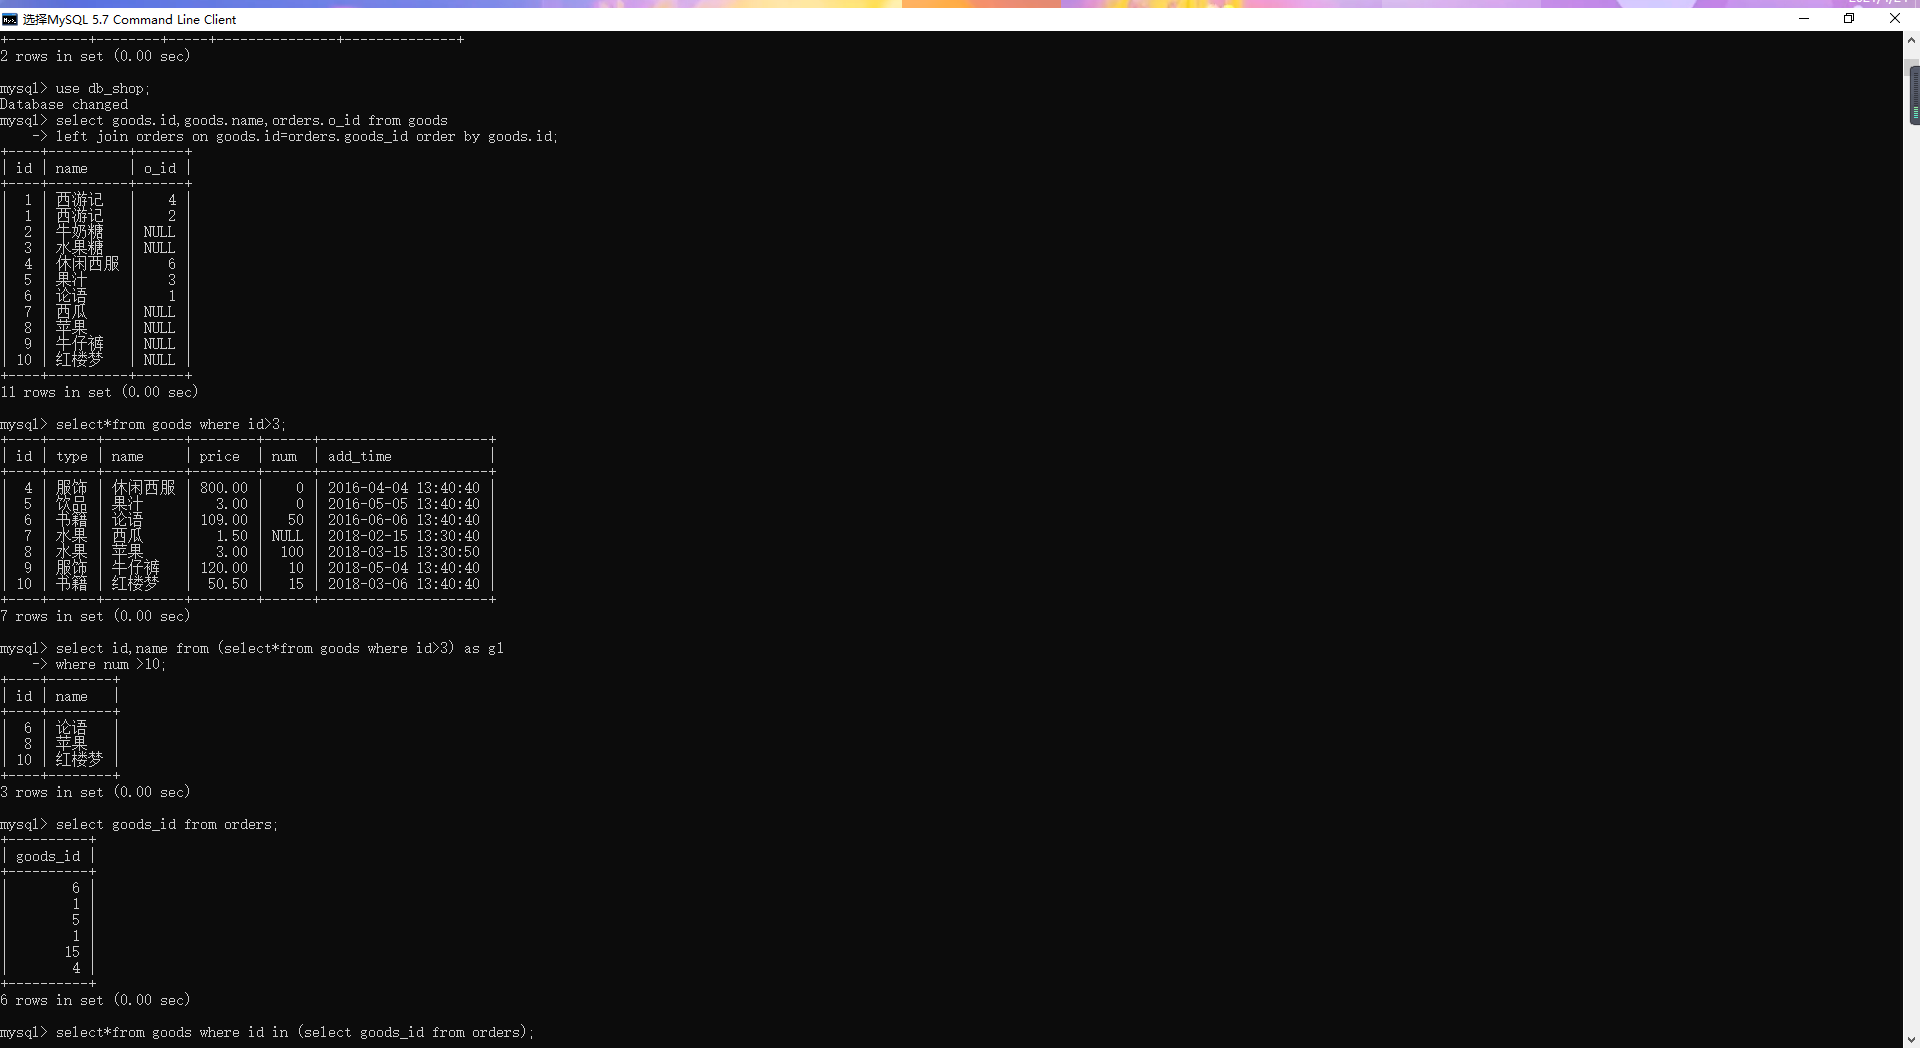 选择MySQL 5.7 Command Line Client
+----------+--------+-----+---------------+--------------+
2 rows in set (0.00 sec)
mysql> use db_shop;
Database changed
mysql> select goods.id,goods.name,orders.o_id from goods
    -> left join orders on goods.id=orders.goods_id order by goods.id;
+----+----------+------+
| id | name     | o_id |
+----+----------+------+
|  1 | 西游记   |    4 |
|  1 | 西游记   |    2 |
|  2 | 牛奶糖   | NULL |
|  3 | 水果糖   | NULL |
|  4 | 休闲西服 |    6 |
|  5 | 果汁     |    3 |
|  6 | 论语     |    1 |
|  7 | 西瓜     | NULL |
|  8 | 苹果     | NULL |
|  9 | 牛仔裤   | NULL |
| 10 | 红楼梦   | NULL |
+----+----------+------+
11 rows in set (0.00 sec)
mysql> select*from goods where id>3;
+----+------+----------+--------+------+---------------------+
| id | type | name     | price  | num  | add_time            |
+----+------+----------+--------+------+---------------------+
|  4 | 服饰 | 休闲西服 | 800.00 |    0 | 2016-04-04 13:40:40 |
|  5 | 饮品 | 果汁     |   3.00 |    0 | 2016-05-05 13:40:40 |
|  6 | 书籍 | 论语     | 109.00 |   50 | 2016-06-06 13:40:40 |
|  7 | 水果 | 西瓜     |   1.50 | NULL | 2018-02-15 13:30:40 |
|  8 | 水果 | 苹果     |   3.00 |  100 | 2018-03-15 13:30:50 |
|  9 | 服饰 | 牛仔裤   | 120.00 |   10 | 2018-05-04 13:40:40 |
| 10 | 书籍 | 红楼梦   |  50.50 |   15 | 2018-03-06 13:40:40 |
+----+------+----------+--------+------+---------------------+
7 rows in set (0.00 sec)
mysql> select id,name from (select*from goods where id>3) as g1
    -> where num >10;
+----+--------+
| id | name   |
+----+--------+
|  6 | 论语   |
|  8 | 苹果   |
| 10 | 红楼梦 |
+----+--------+
3 rows in set (0.00 sec)
mysql> select goods_id from orders;
+----------+
| goods_id |
+----------+
|        6 |
|        1 |
|        5 |
|        1 |
|       15 |
|        4 |
+----------+
6 rows in set (0.00 sec)
mysql> select*from goods where id in (select goods_id from orders);